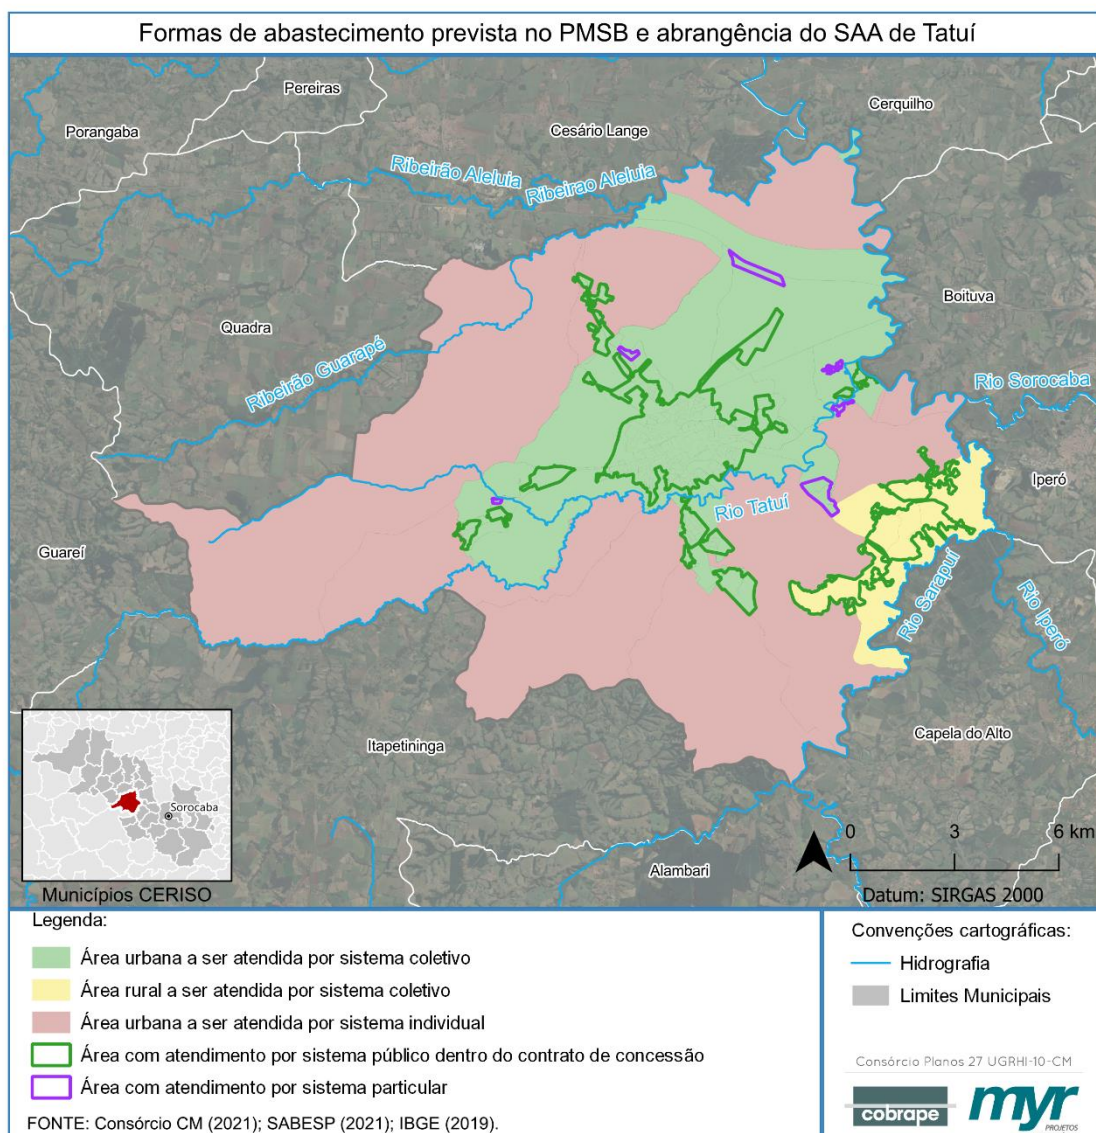 Formas de abastecimento prevista no PMSB e abrangência do SAA de Tatuí
Pereiras
Cerquilho
Porangaba
Cesário Lange
Ribeirão Aleluia
Ribeirao Aleluia
Boituva
Quadra
Ribeirão Guarapé
Rio Sorocaba
Iperó
Rio Tatuí
Guareí
Rio Sarapuí
Rio Iperó
Itapetininga
Capela do Alto
Sorocaba
Alambari
0 3 6 km
Municípios CERISO
Datum: SIRGAS 2000
Legenda:
Área urbana a ser atendida por sistema coletivo
Área rural a ser atendida por sistema coletivo
Área urbana a ser atendida por sistema individual
Área com atendimento por sistema público dentro do contrato de concessão
Área com atendimento por sistema particular
FONTE: Consórcio CM (2021); SABESP (2021); IBGE (2019).
Convenções cartográficas:
Hidrografia
Limites Municipais
Consórcio Planos 27 UGRHI-10-CM
cobrape
myr
PROJETOS